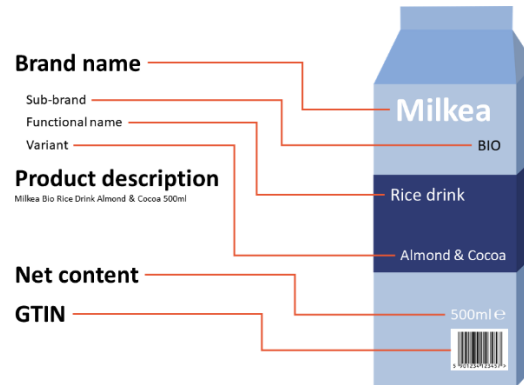 Brand name
Sub-brand
Functional name
Variant
Product description
Milkea Bio Rice Drink Almond & Cocoa 500ml
Net content
GTIN
Milkea
BIO
Rice drink
Almond & Cocoa
500ml ℮